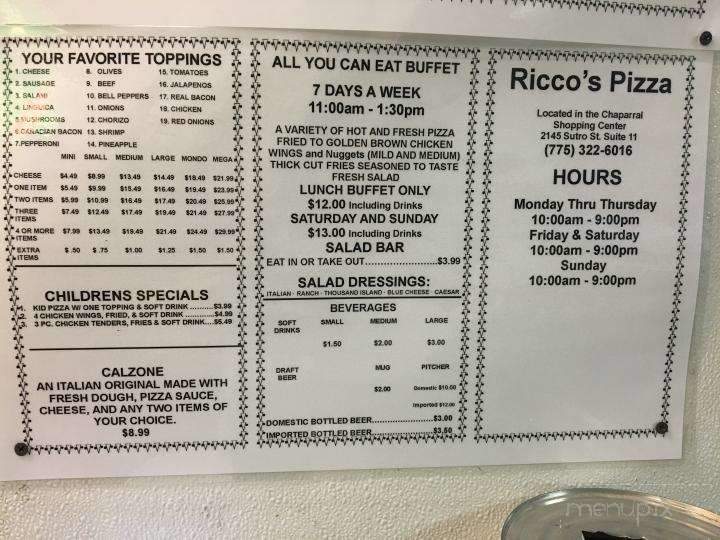 YOUR FAVORITE TOPPINGS
1. CHEESE 8. OLIVES 15. TOMATOES
2. SAUSAGE 9. BEEF 16. JALAPENOS
3. SALAMI 10. BELL PEPPERS 17. REAL BACON
4. LINGUICA 11. ONIONS 18. CHICKEN
5. MUSHROOMS 12. CHORIZO 19. RED ONIONS
6. CANACIAN BACON 13. SHRIMP
7. PEPPERONI 14. PINEAPPLE
MINI SMALL MEDIUM LARGE MONDO MEGA
CHEESE $4.49 $8.99 $13.49 $14.49 $18.49 $21.99
ONE ITEM $5.49 $9.99 $15.49 $16.49 $19.49 $23.99
TWO ITEMS $5.99 $10.99 $16.49 $17.49 $20.49 $25.99
THREE ITEMS $7.49 $12.49 $17.49 $19.49 $21.49 $27.99
4 OR MORE ITEMS $7.99 $13.49 $19.49 $21.49 $24.49 $29.99
EXTRA ITEMS $ .50 $ .75 $1.00 $1.25 $1.50 $1.50
CHILDRENS SPECIALS
1. KID PIZZA W/ ONE TOPPING & SOFT DRINK ..........$3.99
2. 4 CHICKEN WINGS, FRIED, & SOFT DRINK ............$4.99
3. 3 PC. CHICKEN TENDERS, FRIES & SOFT DRINK....$5.49
CALZONE
AN ITALIAN ORIGINAL MADE WITH
FRESH DOUGH, PIZZA SAUCE,
CHEESE, AND ANY TWO ITEMS OF
YOUR CHOICE.
$8.99
ALL YOU CAN EAT BUFFET
7 DAYS A WEEK
11:00am - 1:30pm
A VARIETY OF HOT AND FRESH PIZZA
FRIED TO GOLDEN BROWN CHICKEN
WINGS and Nuggets (MILD AND MEDIUM)
THICK CUT FRIES SEASONED TO TASTE
FRESH SALAD
LUNCH BUFFET ONLY
$12.00 Including Drinks
SATURDAY AND SUNDAY
$13.00 Including Drinks
SALAD BAR
EAT IN OR TAKE OUT.........................$3.99
SALAD DRESSINGS:
ITALIAN · RANCH · THOUSAND ISLAND · BLUE CHEESE · CAESAR
BEVERAGES
SOFT DRINKS SMALL MEDIUM LARGE
$1.50 $2.00 $3.00
DRAFT BEER MUG PITCHER
$2.00 Domestic $10.00
Imported $12.00
DOMESTIC BOTTLED BEER......................$3.00
IMPORTED BOTTLED BEER......................$3.50
Ricco's Pizza
Located in the Chaparral
Shopping Center
2145 Sutro St. Suite 11
(775) 322-6016
HOURS
Monday Thru Thursday
10:00am - 9:00pm
Friday & Saturday
10:00am - 9:00pm
Sunday
10:00am - 9:00pm
menupix